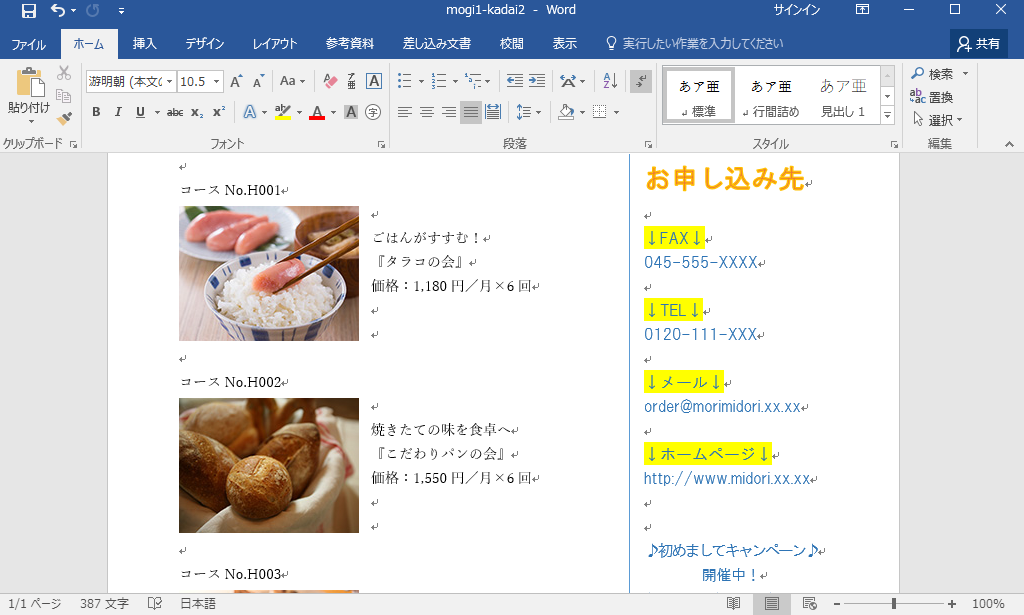 mogi1-kadai2 - Word
サインイン
ファイル
ホーム
挿入
デザイン
レイアウト
参考資料
差し込み文書
校閲
表示
実行したい作業を入力してください
共有
貼り付け
クリップボード
游明朝 (本文の
10.5
Aa
B I U abc x₂ x²
フォント
段落
あア亜
標準
あア亜
行間詰め
あア亜
見出し 1
スタイル
検索
置換
選択
編集
コース No.H001
ごはんがすすむ！
『タラコの会』
価格：1,180 円／月×6 回
コース No.H002
焼きたての味を食卓へ
『こだわりパンの会』
価格：1,550 円／月×6 回
コース No.H003
お申し込み先
↓FAX↓
045-555-XXXX
↓TEL↓
0120-111-XXX
↓メール↓
order@morimidori.xx.xx
↓ホームページ↓
http://www.midori.xx.xx
♪初めましてキャンペーン♪
開催中！
1/1 ページ
387 文字
日本語
100%